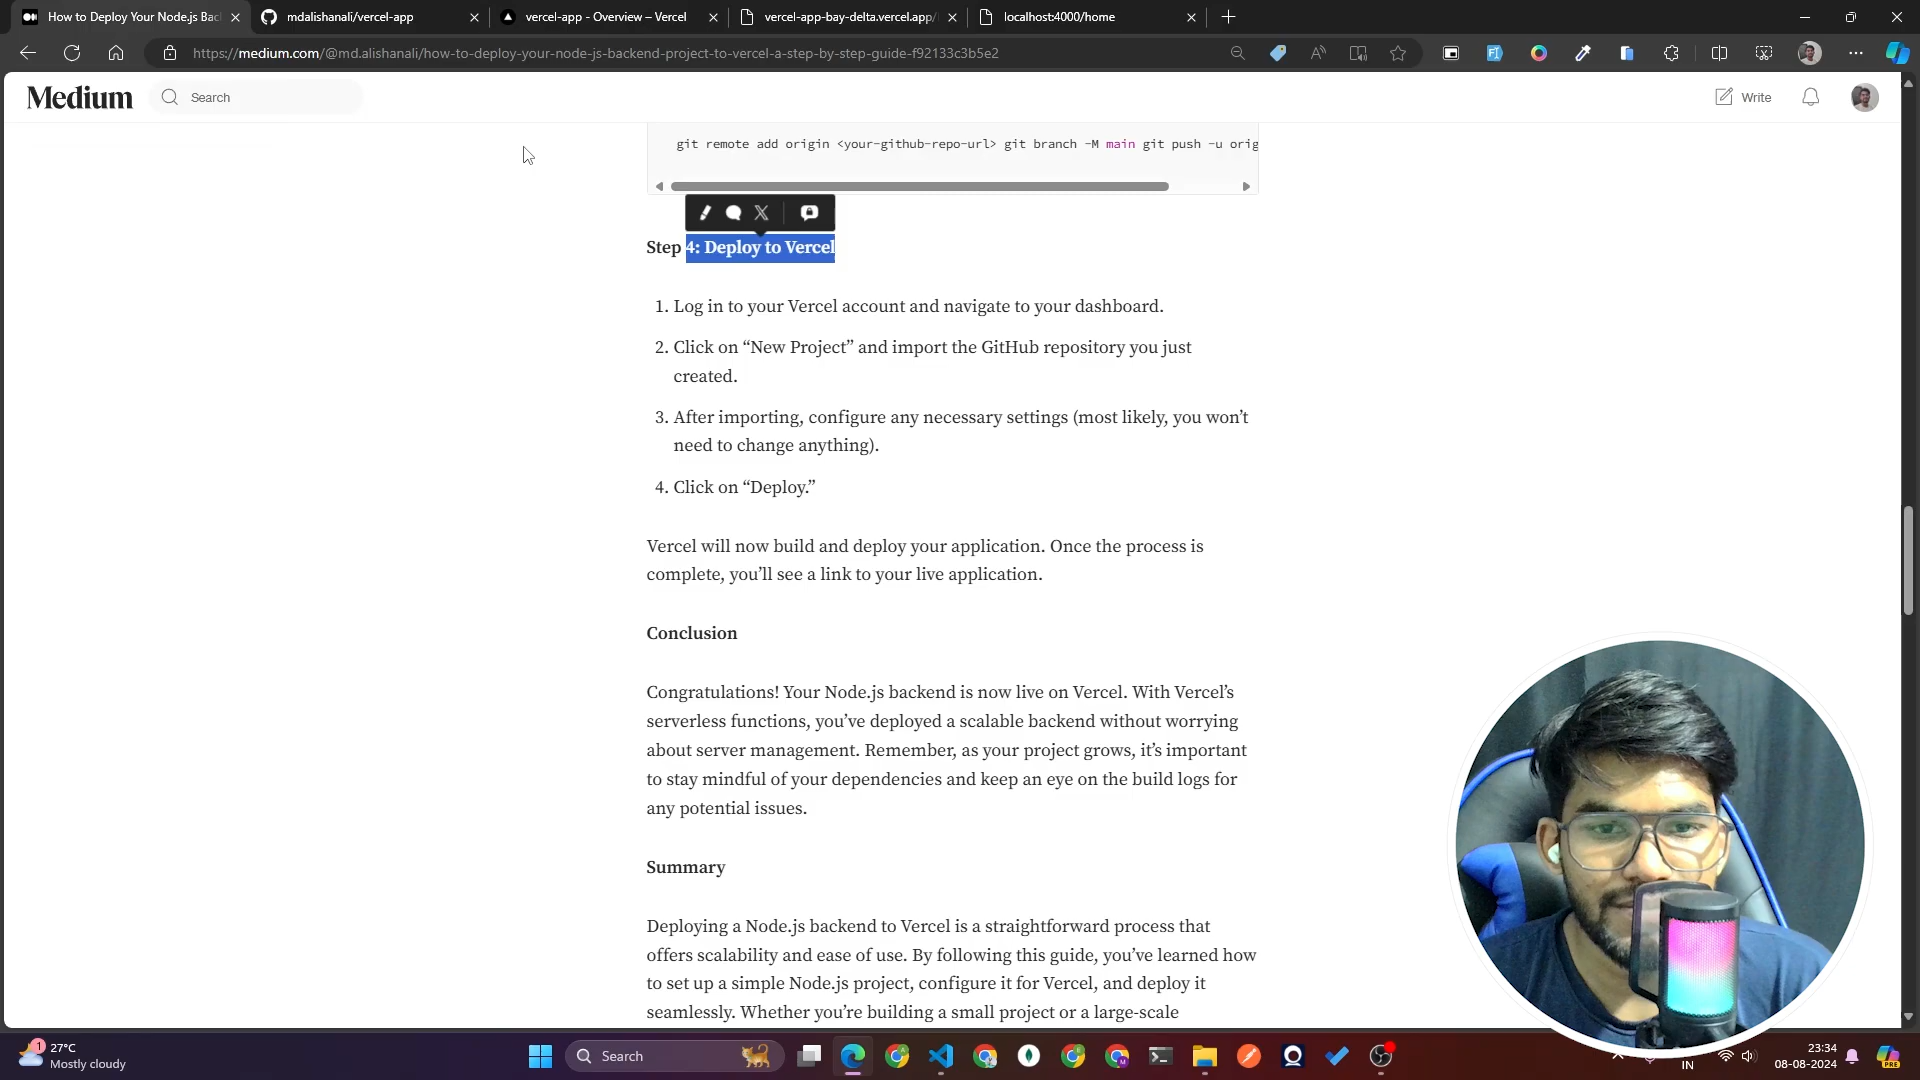 How to Deploy Your Node.js Bac
mdalishanali/vercel-app
vercel-app - Overview – Vercel
vercel-app-bay-delta.vercel.app/
localhost:4000/home
https://medium.com/@md.alishanali/how-to-deploy-your-node-js-backend-project-to-vercel-a-step-by-step-guide-f92133c3b5e2
Medium
Search
Write
git remote add origin <your-github-repo-url> git branch -M main git push -u orig
Step 4: Deploy to Vercel
1. Log in to your Vercel account and navigate to your dashboard.
2. Click on “New Project” and import the GitHub repository you just
created.
3. After importing, configure any necessary settings (most likely, you won’t
need to change anything).
4. Click on “Deploy.”
Vercel will now build and deploy your application. Once the process is
complete, you’ll see a link to your live application.
Conclusion
Congratulations! Your Node.js backend is now live on Vercel. With Vercel’s
serverless functions, you’ve deployed a scalable backend without worrying
about server management. Remember, as your project grows, it’s important
to stay mindful of your dependencies and keep an eye on the build logs for
any potential issues.
Summary
Deploying a Node.js backend to Vercel is a straightforward process that
offers scalability and ease of use. By following this guide, you’ve learned how
to set up a simple Node.js project, configure it for Vercel, and deploy it
seamlessly. Whether you’re building a small project or a large-scale
1
27°C
Mostly cloudy
Search
IN
23:34
08-08-2024
PRE